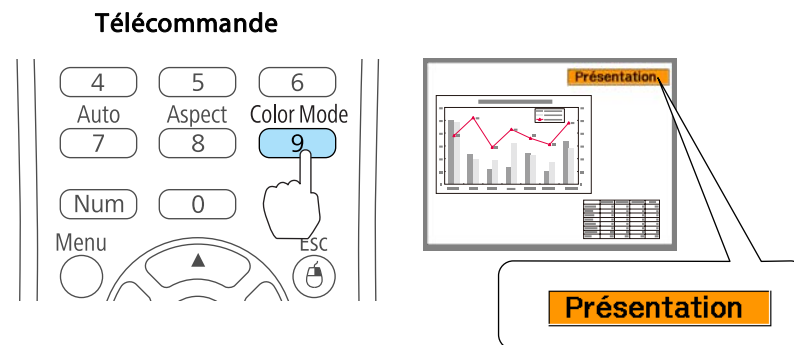 Télécommande
4 5 6
Auto Aspect Color Mode
7 8 9
Num 0
Menu Esc
Présentation
Présentation